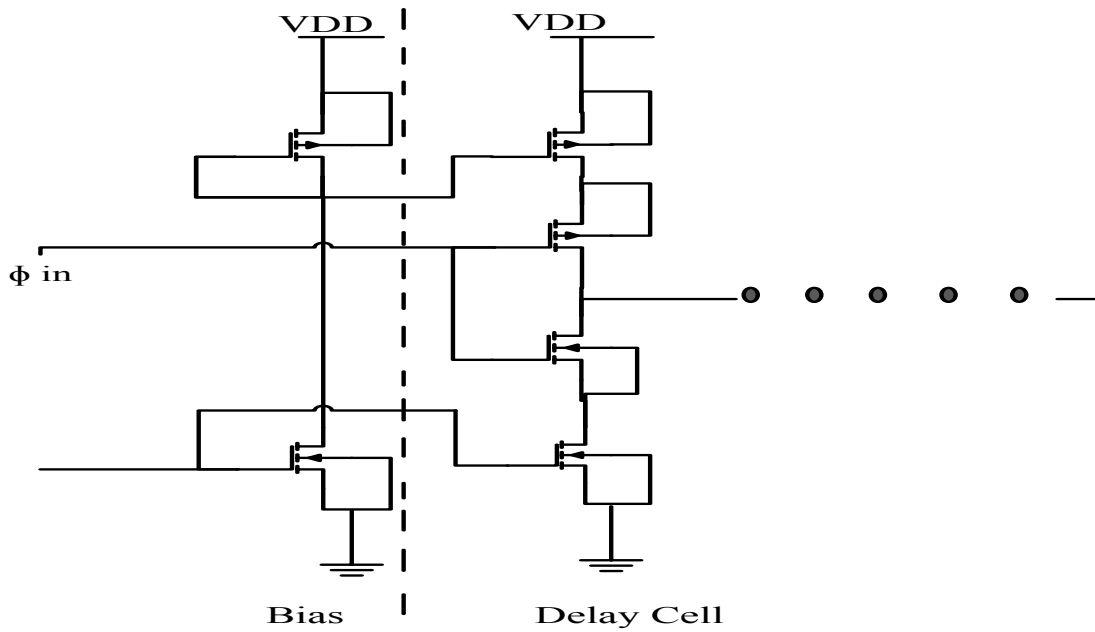 VDD
VDD
ϕ in
Bias
Delay Cell